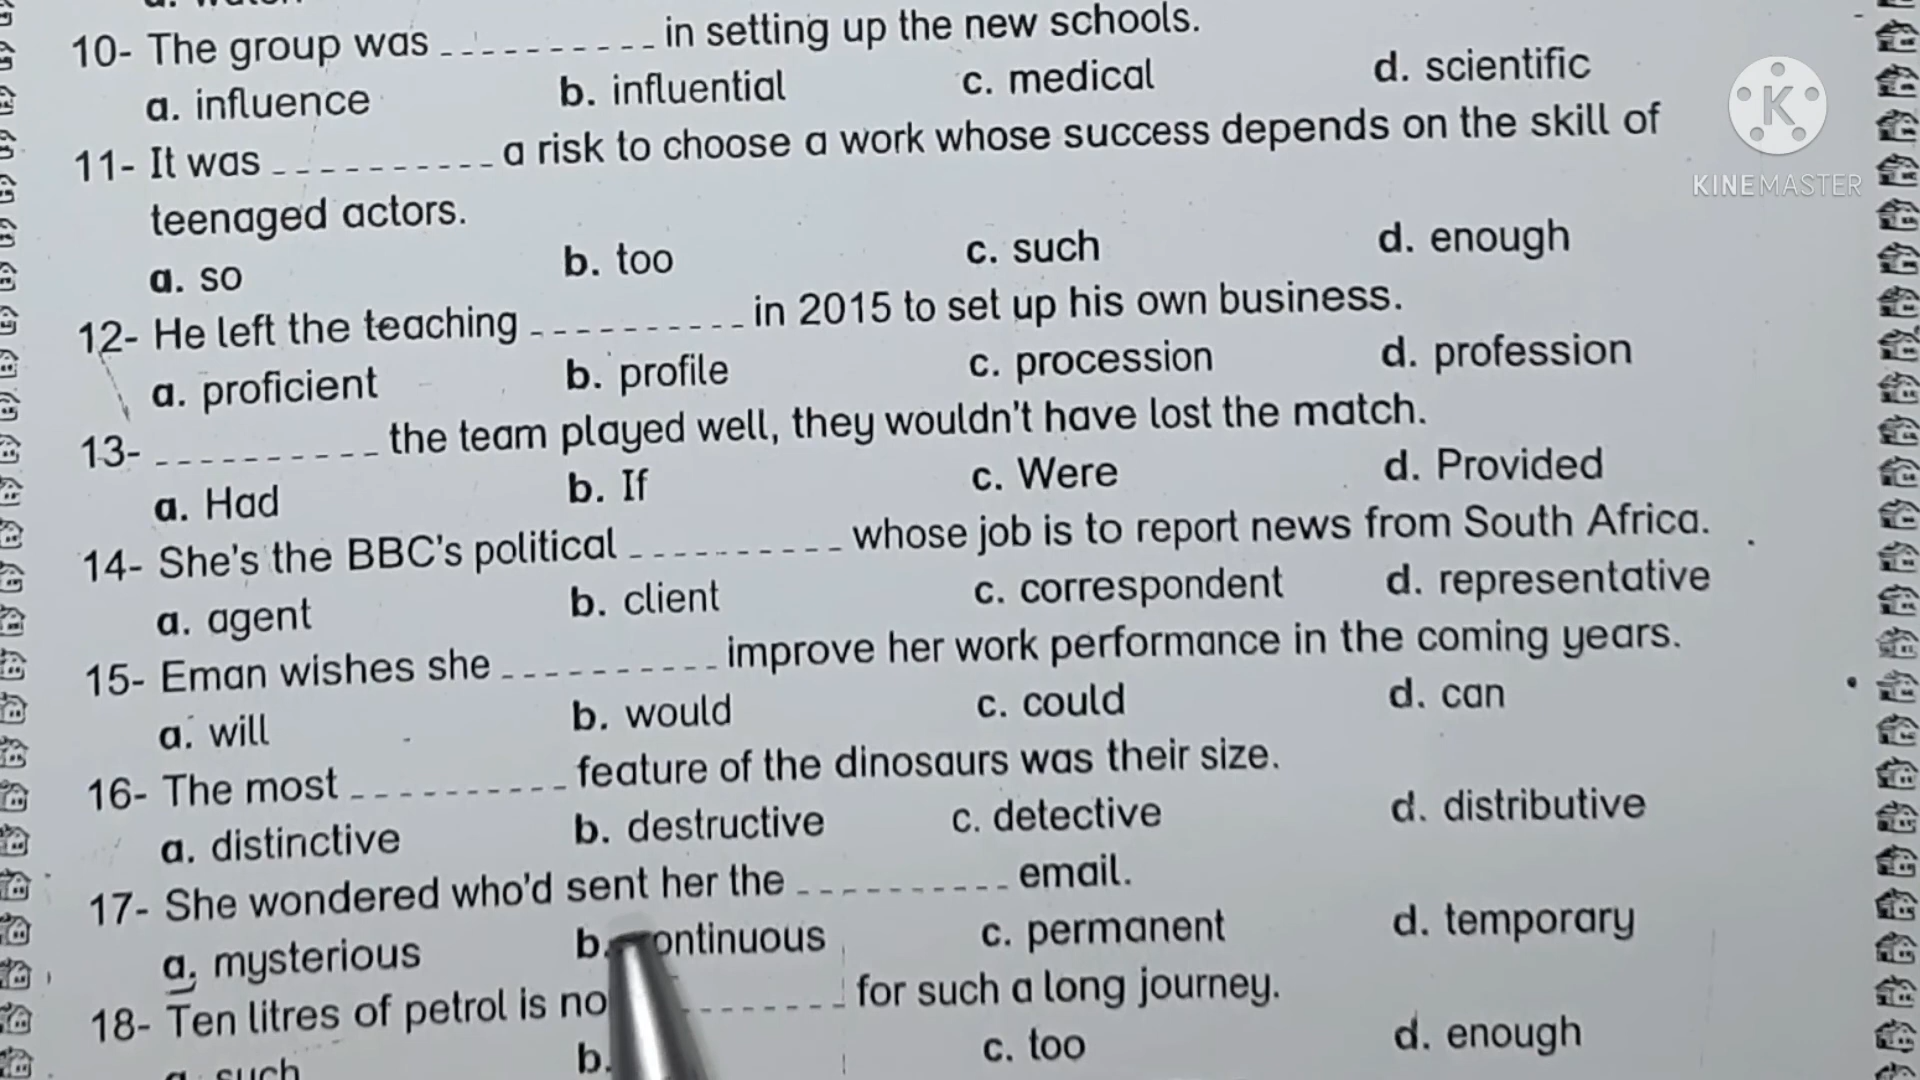 10- The group was __________ in setting up the new schools.
a. influence b. influential c. medical d. scientific
11- It was __________ a risk to choose a work whose success depends on the skill of
teenaged actors.
a. so b. too c. such d. enough
12- He left the teaching __________ in 2015 to set up his own business.
a. proficient b. profile c. procession d. profession
13- __________ the team played well, they wouldn't have lost the match.
a. Had b. If c. Were d. Provided
14- She's the BBC's political __________ whose job is to report news from South Africa.
a. agent b. client c. correspondent d. representative
15- Eman wishes she __________ improve her work performance in the coming years.
a. will b. would c. could d. can
16- The most __________ feature of the dinosaurs was their size.
a. distinctive b. destructive c. detective d. distributive
17- She wondered who'd sent her the __________ email.
a. mysterious b. continuous c. permanent d. temporary
18- Ten litres of petrol is no __________ for such a long journey.
a. such b. c. too d. enough
K
KINEMASTER